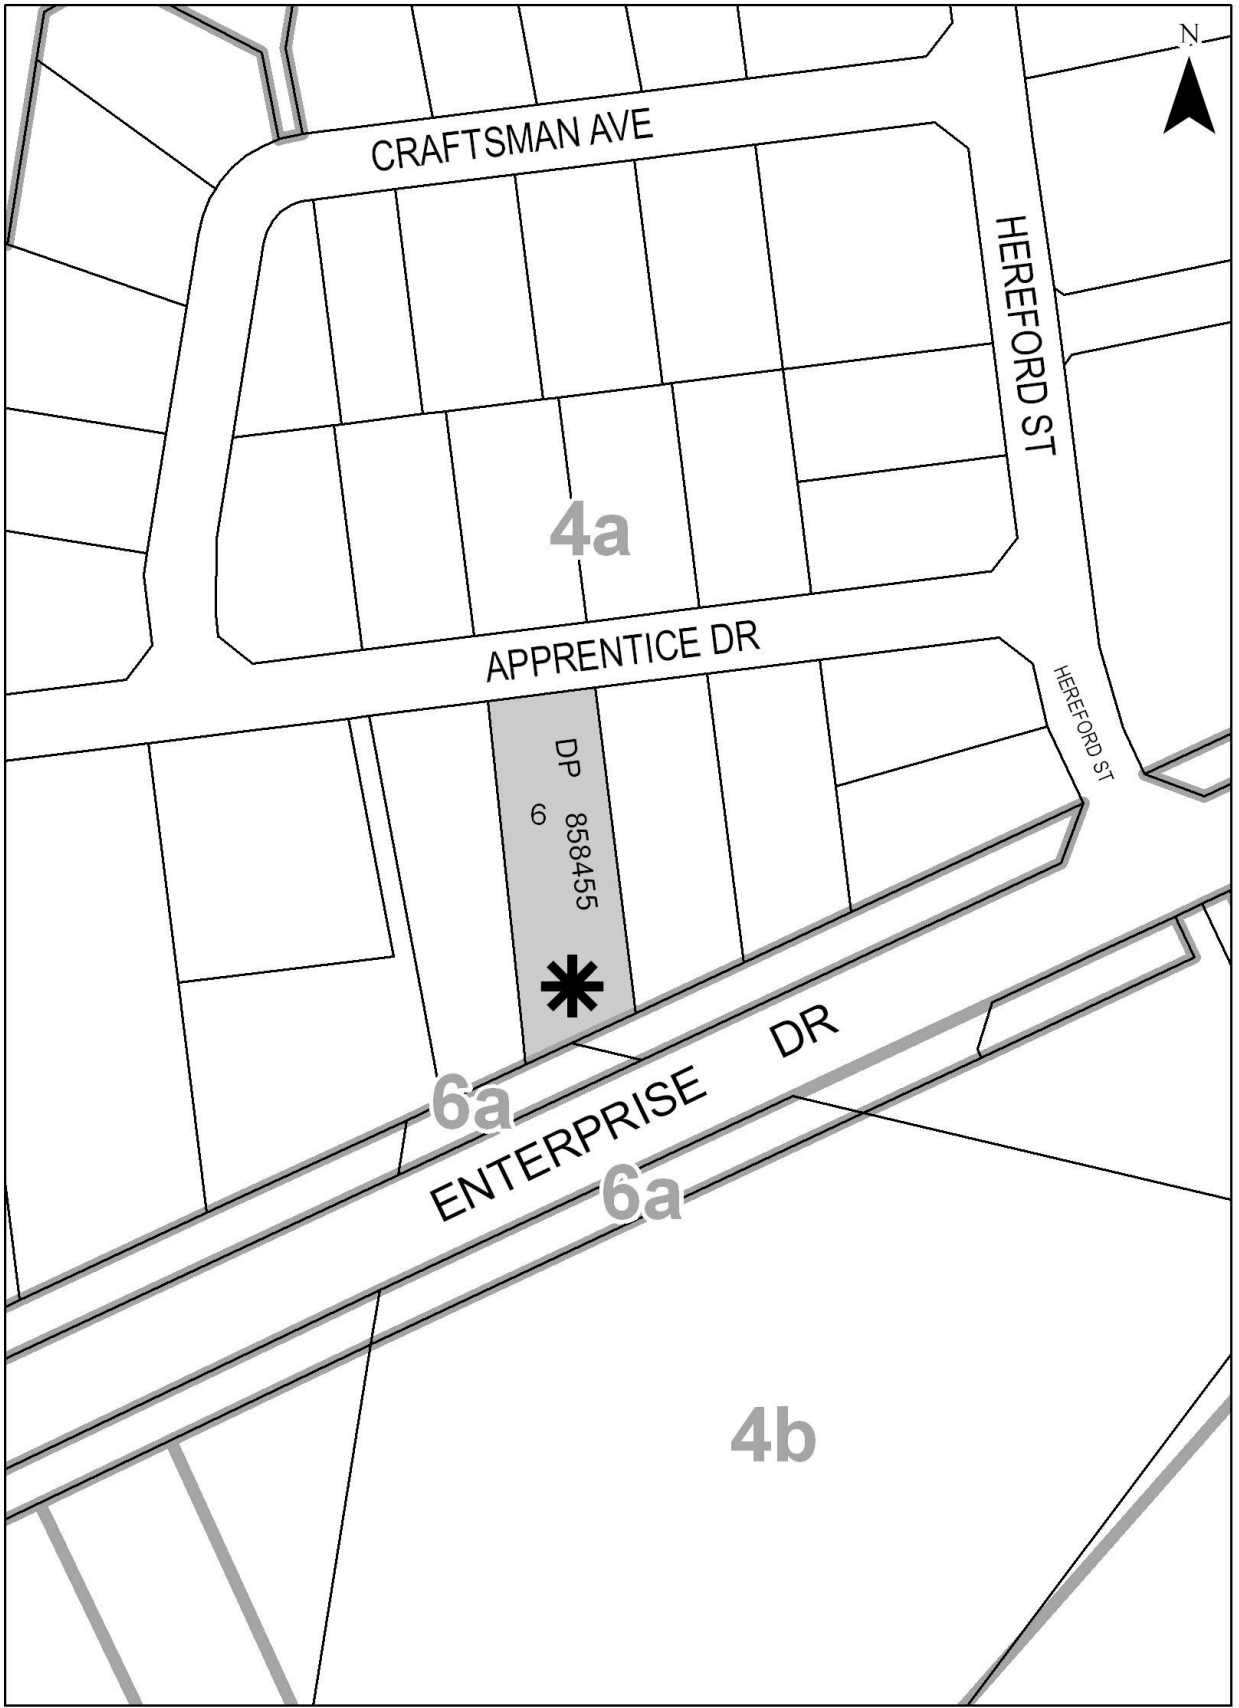 N
CRAFTSMAN AVE
HEREFORD ST
4a
APPRENTICE DR
HEREFORD ST
DP 858455
6
6a
ENTERPRISE DR
6a
4b